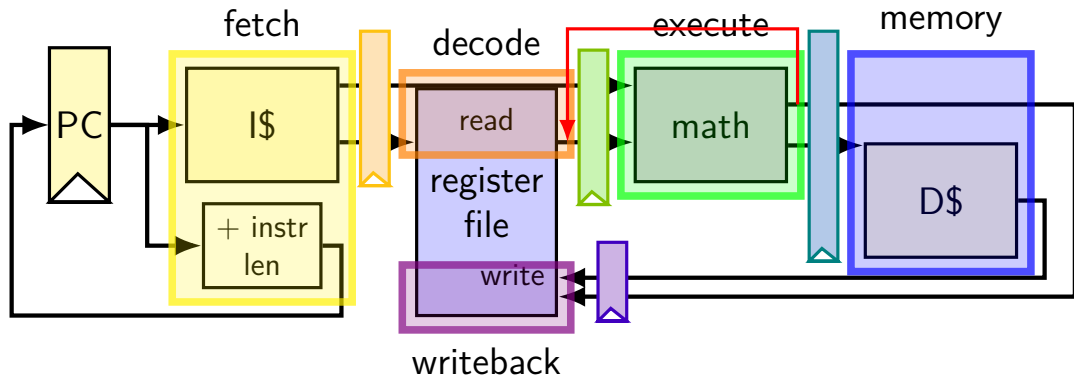 fetch
decode
execute
memory
PC
I$
read
math
register
file
D$
+ instr
len
write
writeback